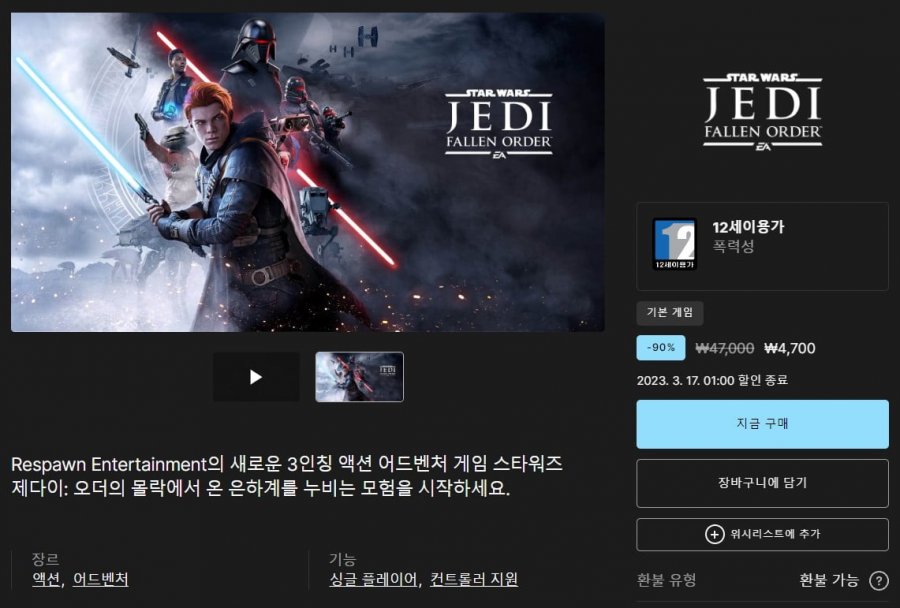 STAR WARS
JEDI
FALLEN ORDER
EA
STAR WARS
JEDI
FALLEN ORDER
EA
12
12세이용가
12세이용가
폭력성
기본 게임
-90% ₩47,000 ₩4,700
2023. 3. 17. 01:00 할인 종료
지금 구매
장바구니에 담기
위시리스트에 추가
환불 유형 환불 가능 ?
Respawn Entertainment의 새로운 3인칭 액션 어드벤처 게임 스타워즈
제다이: 오더의 몰락에서 온 은하계를 누비는 모험을 시작하세요.
장르
액션, 어드벤처
기능
싱글 플레이어, 컨트롤러 지원